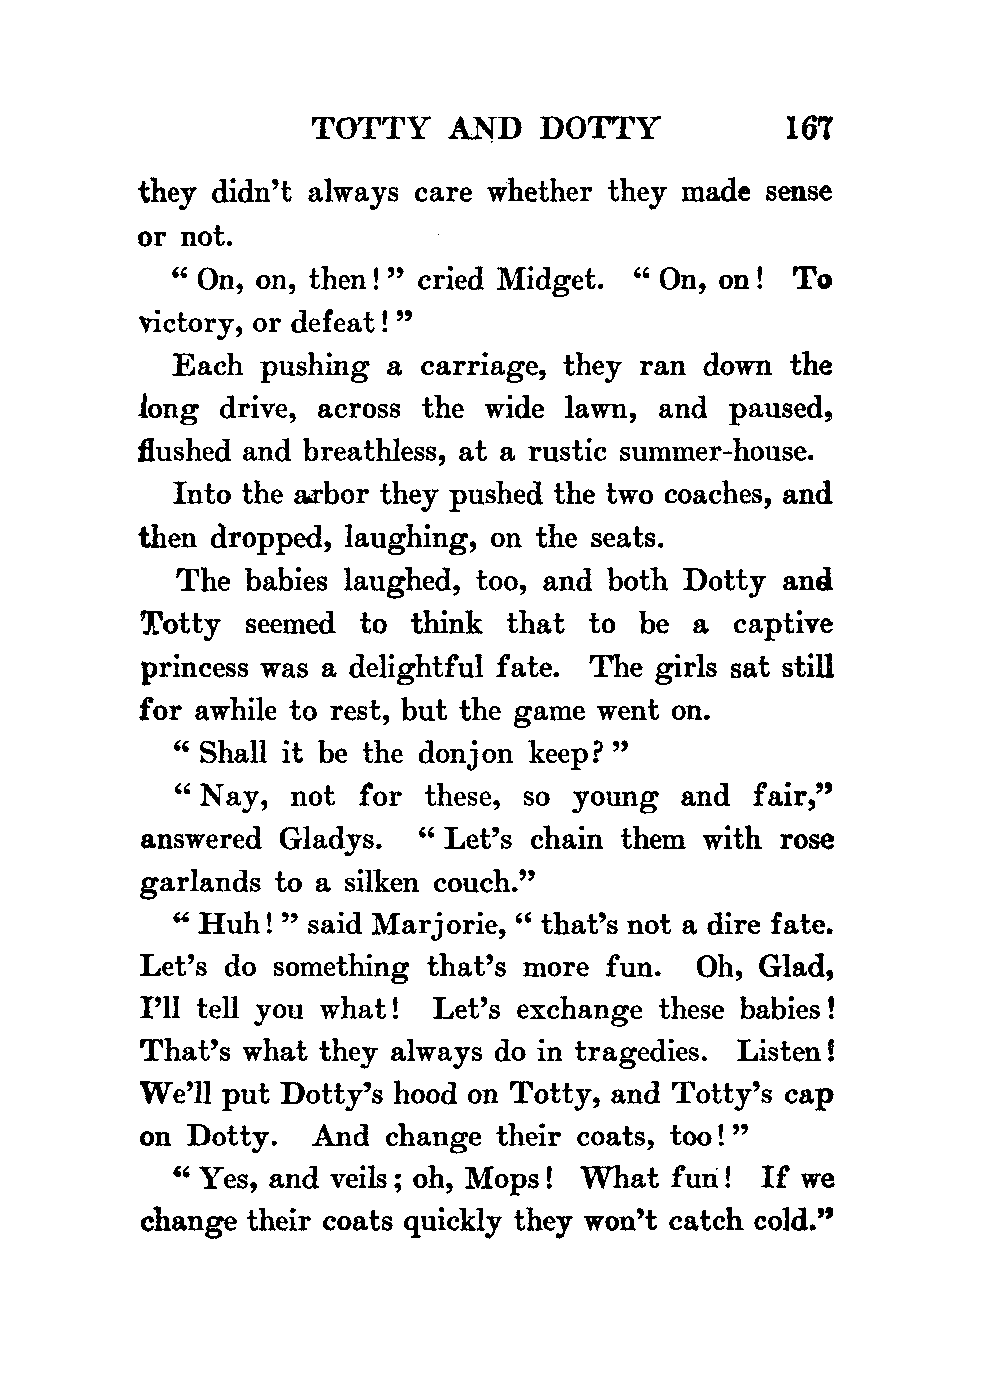 TOTTY AND DOTTY 167
they didn't always care whether they made sense
or not.
" On, on, then! " cried Midget. " On, on! To
victory, or defeat! "
Each pushing a carriage, they ran down the
long drive, across the wide lawn, and paused,
flushed and breathless, at a rustic summer-house.
Into the arbor they pushed the two coaches, and
then dropped, laughing, on the seats.
The babies laughed, too, and both Dotty and
Totty seemed to think that to be a captive
princess was a delightful fate. The girls sat still
for awhile to rest, but the game went on.
" Shall it be the donjon keep? "
" Nay, not for these, so young and fair,"
answered Gladys. " Let's chain them with rose
garlands to a silken couch."
" Huh! " said Marjorie, " that's not a dire fate.
Let's do something that's more fun. Oh, Glad,
I'll tell you what! Let's exchange these babies!
That's what they always do in tragedies. Listen!
We'll put Dotty's hood on Totty, and Totty's cap
on Dotty. And change their coats, too! "
" Yes, and veils; oh, Mops! What fun! If we
change their coats quickly they won't catch cold."